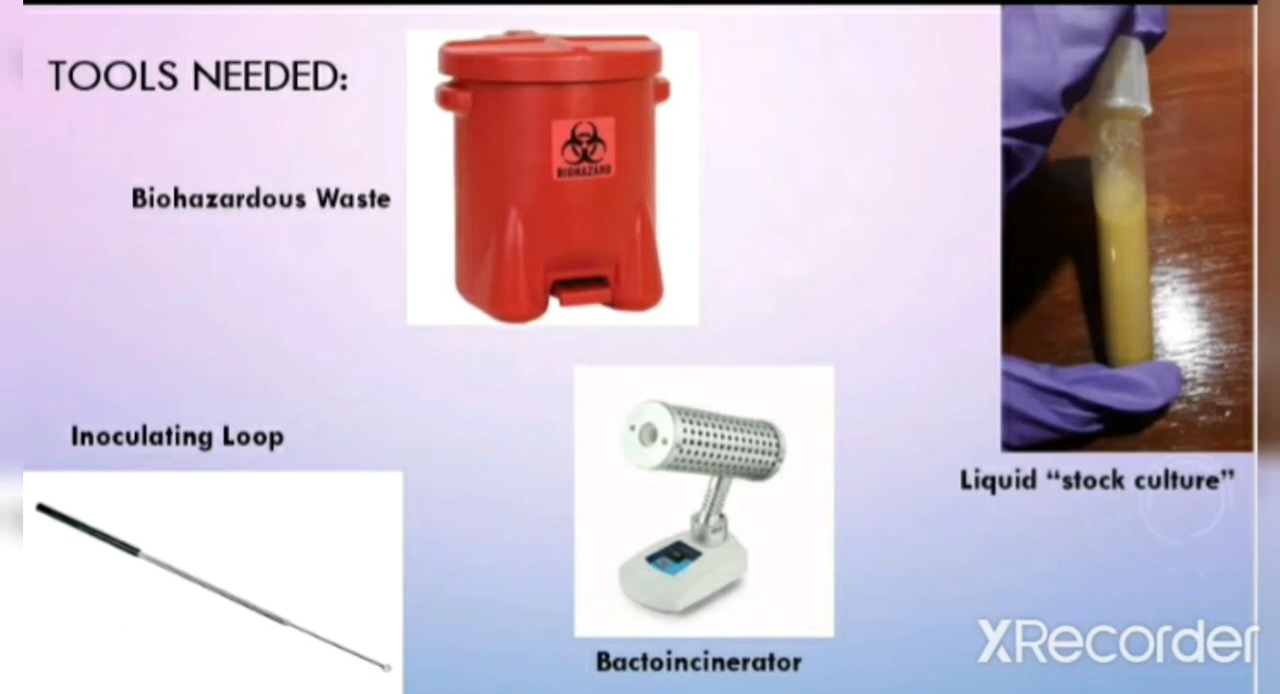 TOOLS NEEDED:
BIOHAZARD
Biohazardous Waste
Inoculating Loop
Liquid “stock culture”
Bactoincinerator
XRecorder